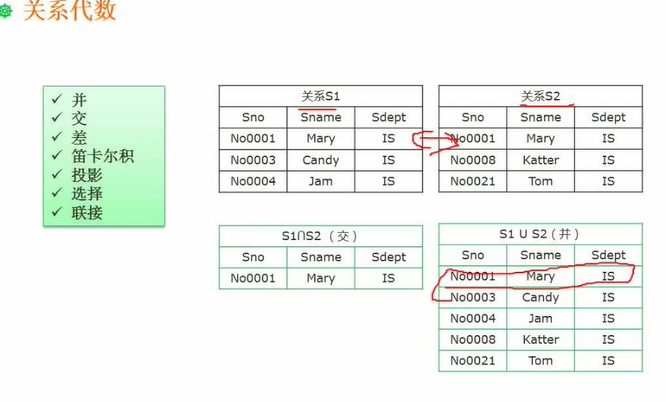 关系代数
✓ 并
✓ 交
✓ 差
✓ 笛卡尔积
✓ 投影
✓ 选择
✓ 联接
关系S1
Sno Sname Sdept
No0001 Mary IS
No0003 Candy IS
No0004 Jam IS
关系S2
Sno Sname Sdept
No0001 Mary IS
No0008 Katter IS
No0021 Tom IS
S1∩S2 （交）
Sno Sname Sdept
No0001 Mary IS
S1 U S2（并）
Sno Sname Sdept
No0001 Mary IS
No0003 Candy IS
No0004 Jam IS
No0008 Katter IS
No0021 Tom IS